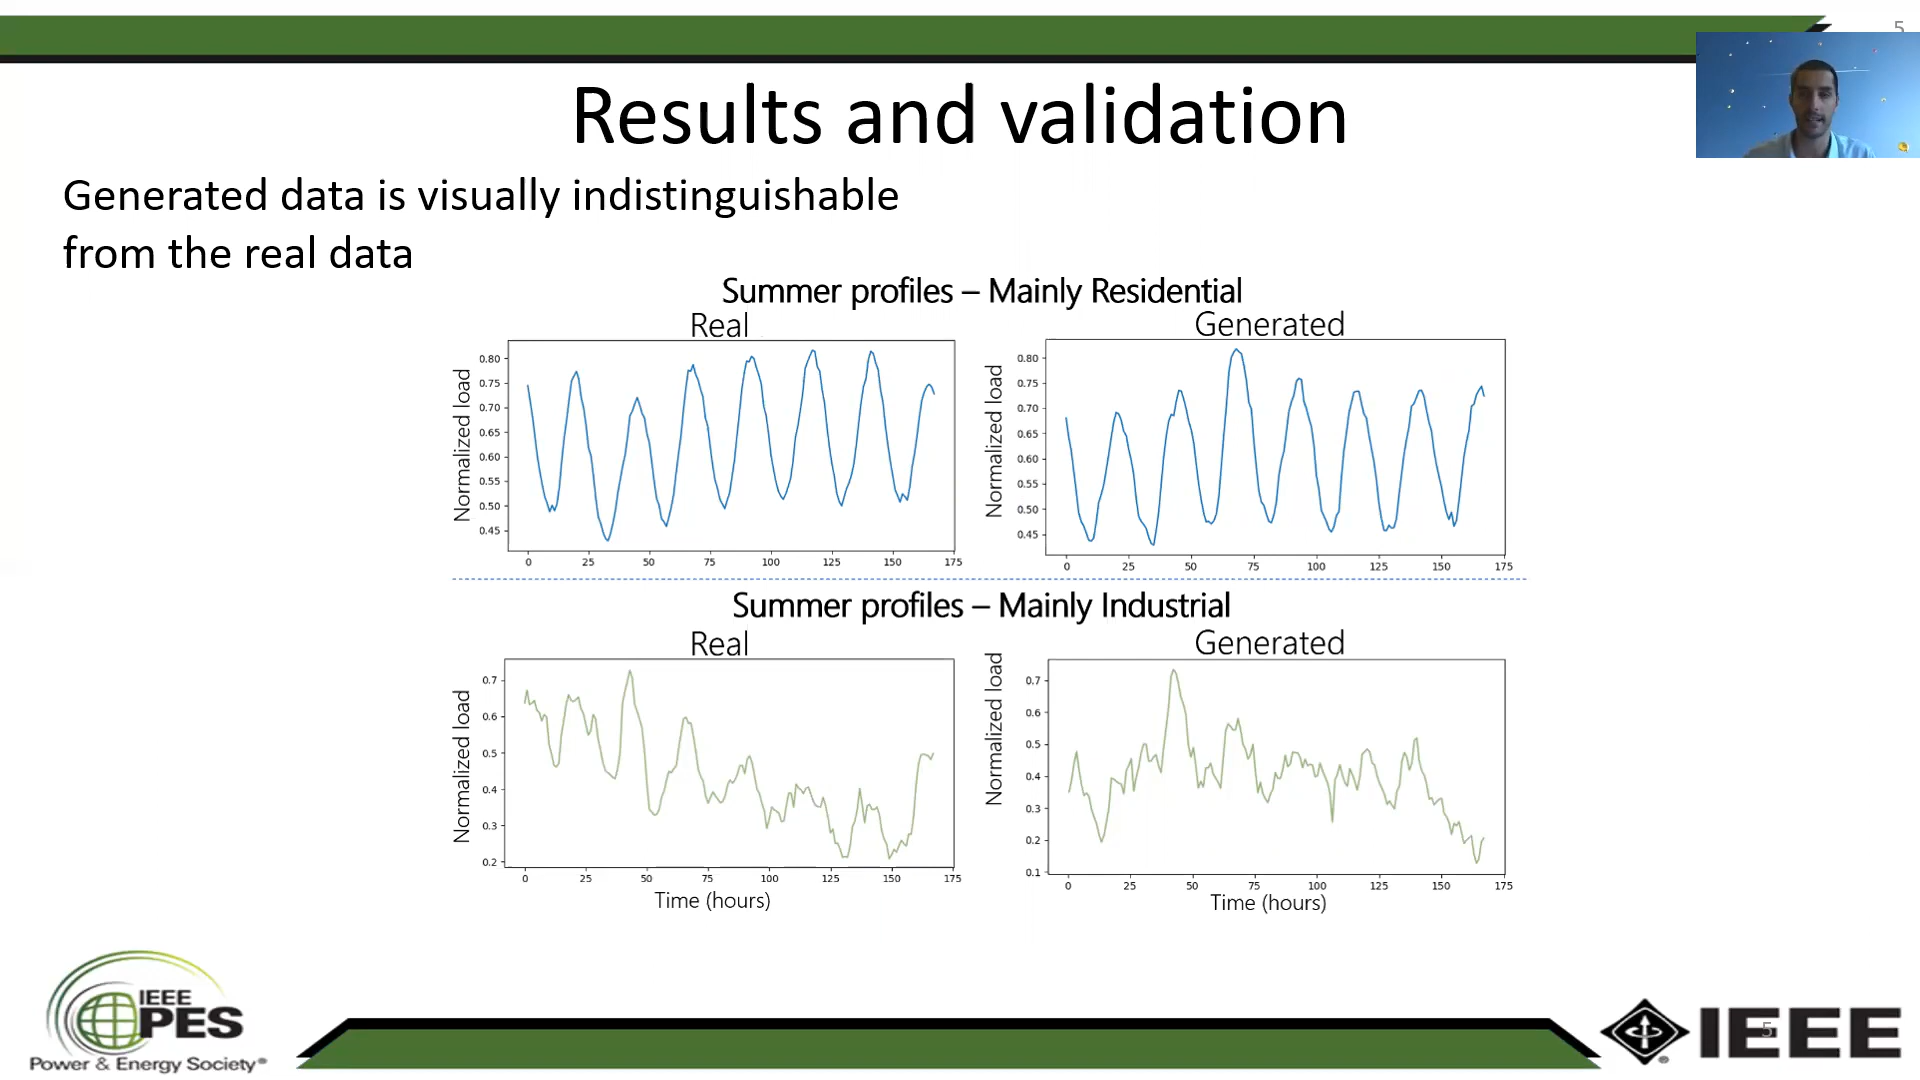 5
Results and validation
Generated data is visually indistinguishable
from the real data
Summer profiles – Mainly Residential
Real
Generated
Normalized load
0.80
0.75
0.70
0.65
0.60
0.55
0.50
0.45
0 25 50 75 100 125 150 175
Normalized load
0.80
0.75
0.70
0.65
0.60
0.55
0.50
0.45
0 25 50 75 100 125 150 175
Summer profiles – Mainly Industrial
Real
Generated
Normalized load
0.7
0.6
0.5
0.4
0.3
0.2
0 25 50 75 100 125 150 175
Time (hours)
Normalized load
0.7
0.6
0.5
0.4
0.3
0.2
0.1
0 25 50 75 100 125 150 175
Time (hours)
IEEE
PES
Power & Energy Society®
5
IEEE